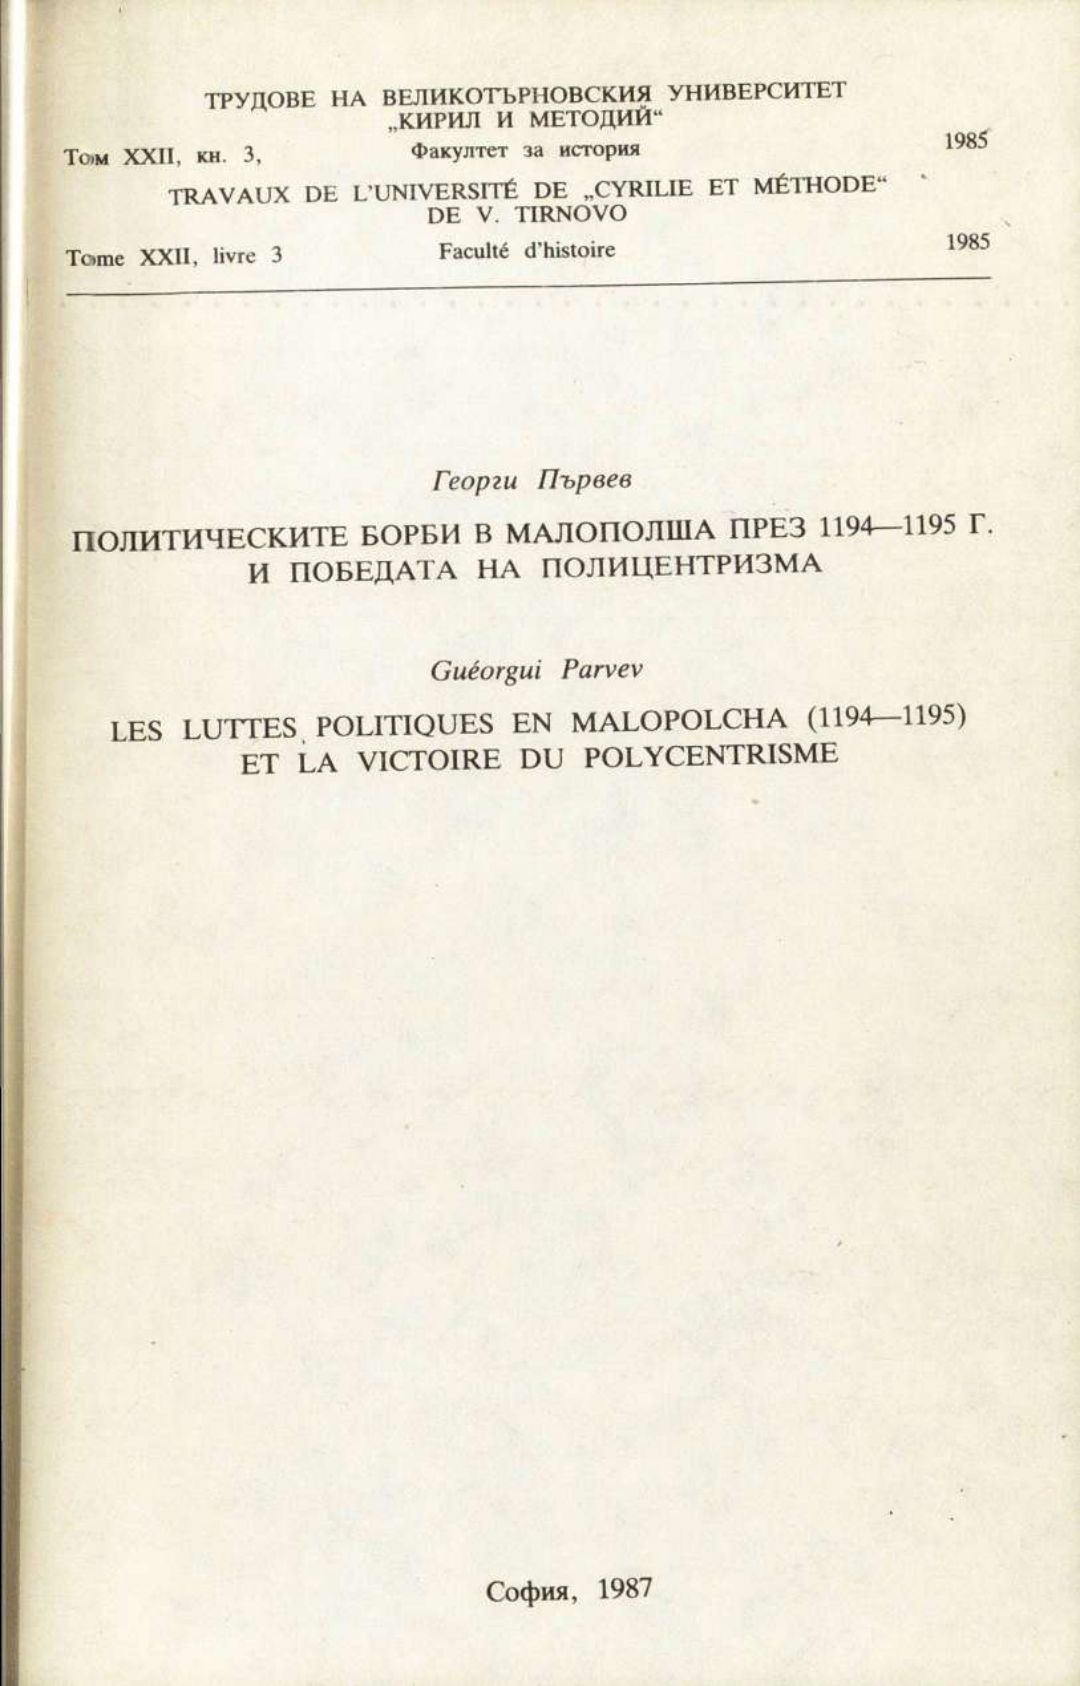 ТРУДОВЕ НА ВЕЛИКОТЪРНОВСКИЯ УНИВЕРСИТЕТ
„КИРИЛ И МЕТОДИЙ“
Том XXII, кн. 3, Факултет за история 1985
TRAVAUX DE L'UNIVERSITÉ DE „CYRILIE ET MÉTHODE“
DE V. TIRNOVO
Tome XXII, livre 3 Faculté d'histoire 1985
Георги Първев
ПОЛИТИЧЕСКИТЕ БОРБИ В МАЛОПОЛША ПРЕЗ 1194—1195 Г.
И ПОБЕДАТА НА ПОЛИЦЕНТРИЗМА
Guéorgui Parvev
LES LUTTES POLITIQUES EN MALOPOLCHA (1194—1195)
ET LA VICTOIRE DU POLYCENTRISME
София, 1987